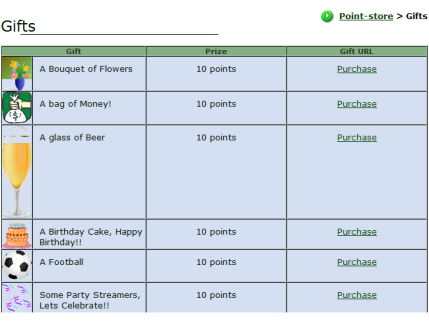 Point-store > Gifts
Gifts
Gift Prize Gift URL
A Bouquet of Flowers 10 points Purchase
A bag of Money! 10 points Purchase
A glass of Beer 10 points Purchase
A Birthday Cake, Happy 10 points Purchase
Birthday!!
A Football 10 points Purchase
Some Party Streamers, 10 points Purchase
Lets Celebrate!!